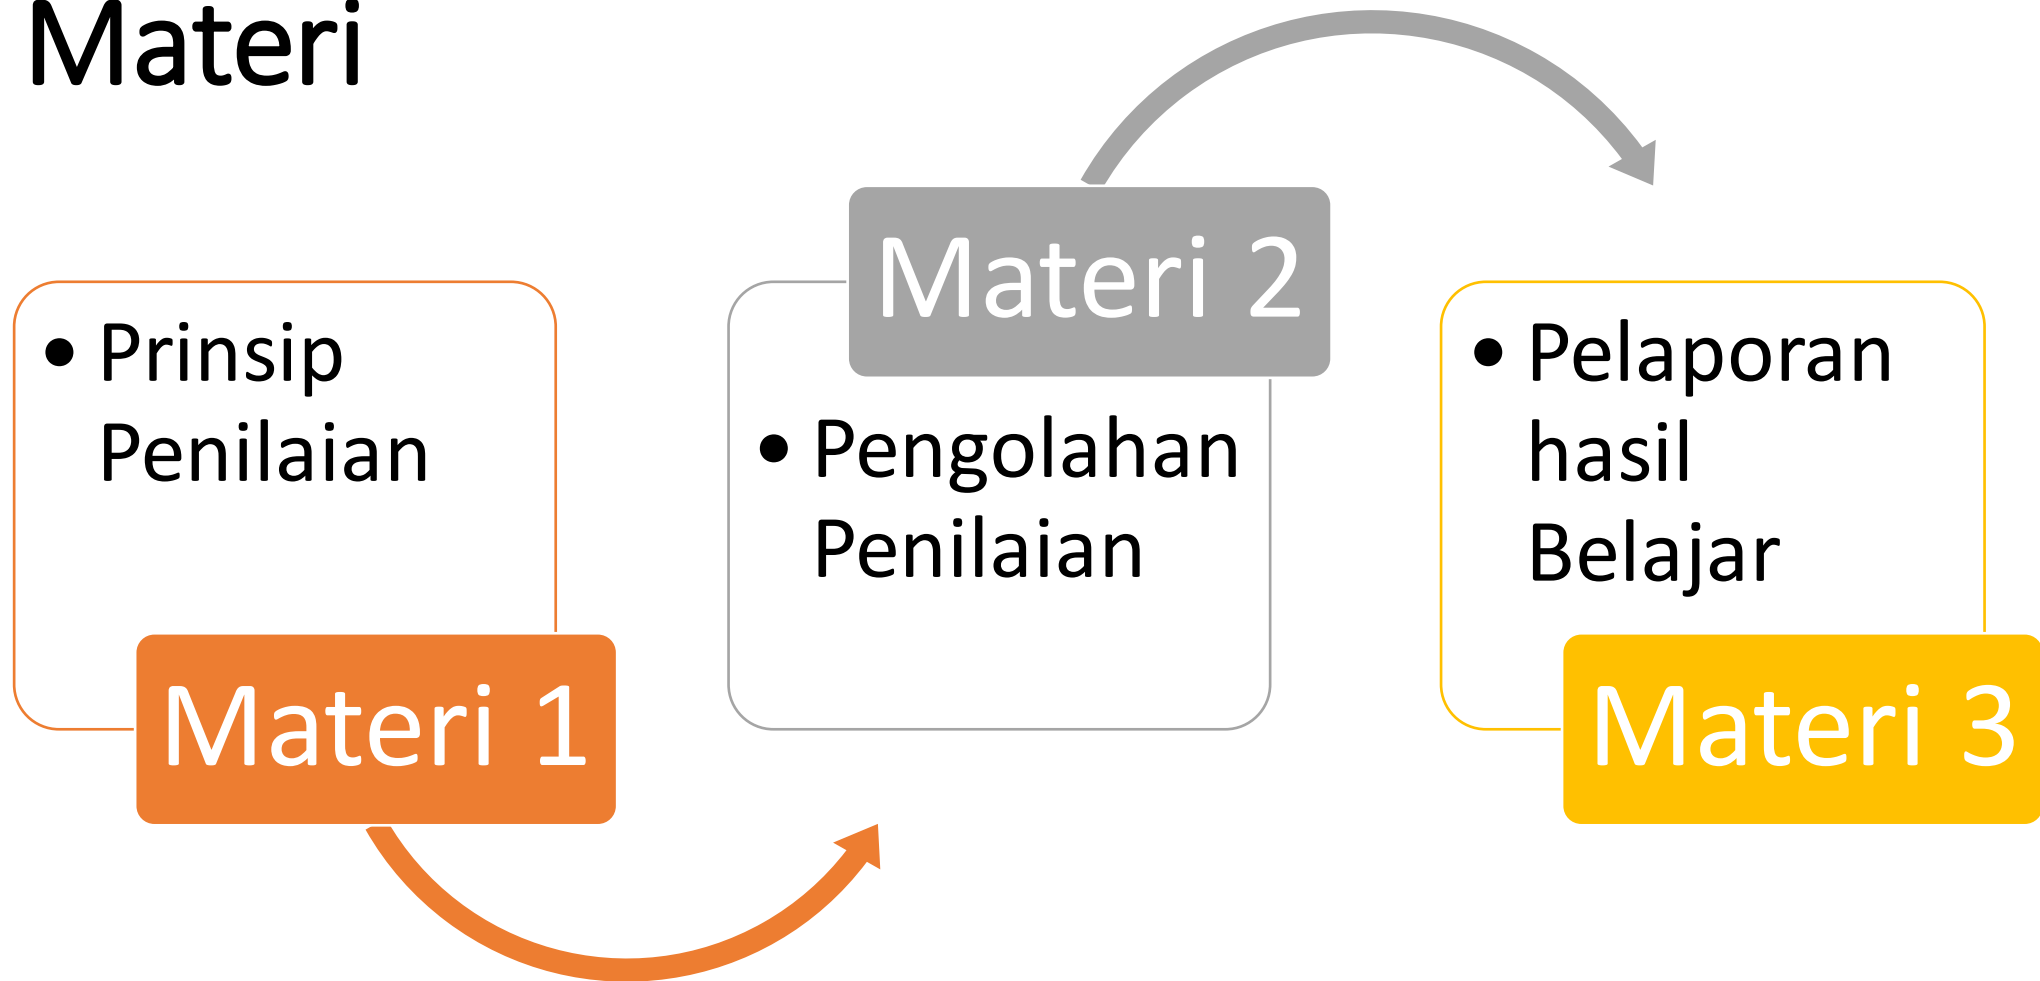 Materi
• Prinsip
Penilaian
Materi 1
Materi 2
• Pengolahan
Penilaian
• Pelaporan
hasil
Belajar
Materi 3